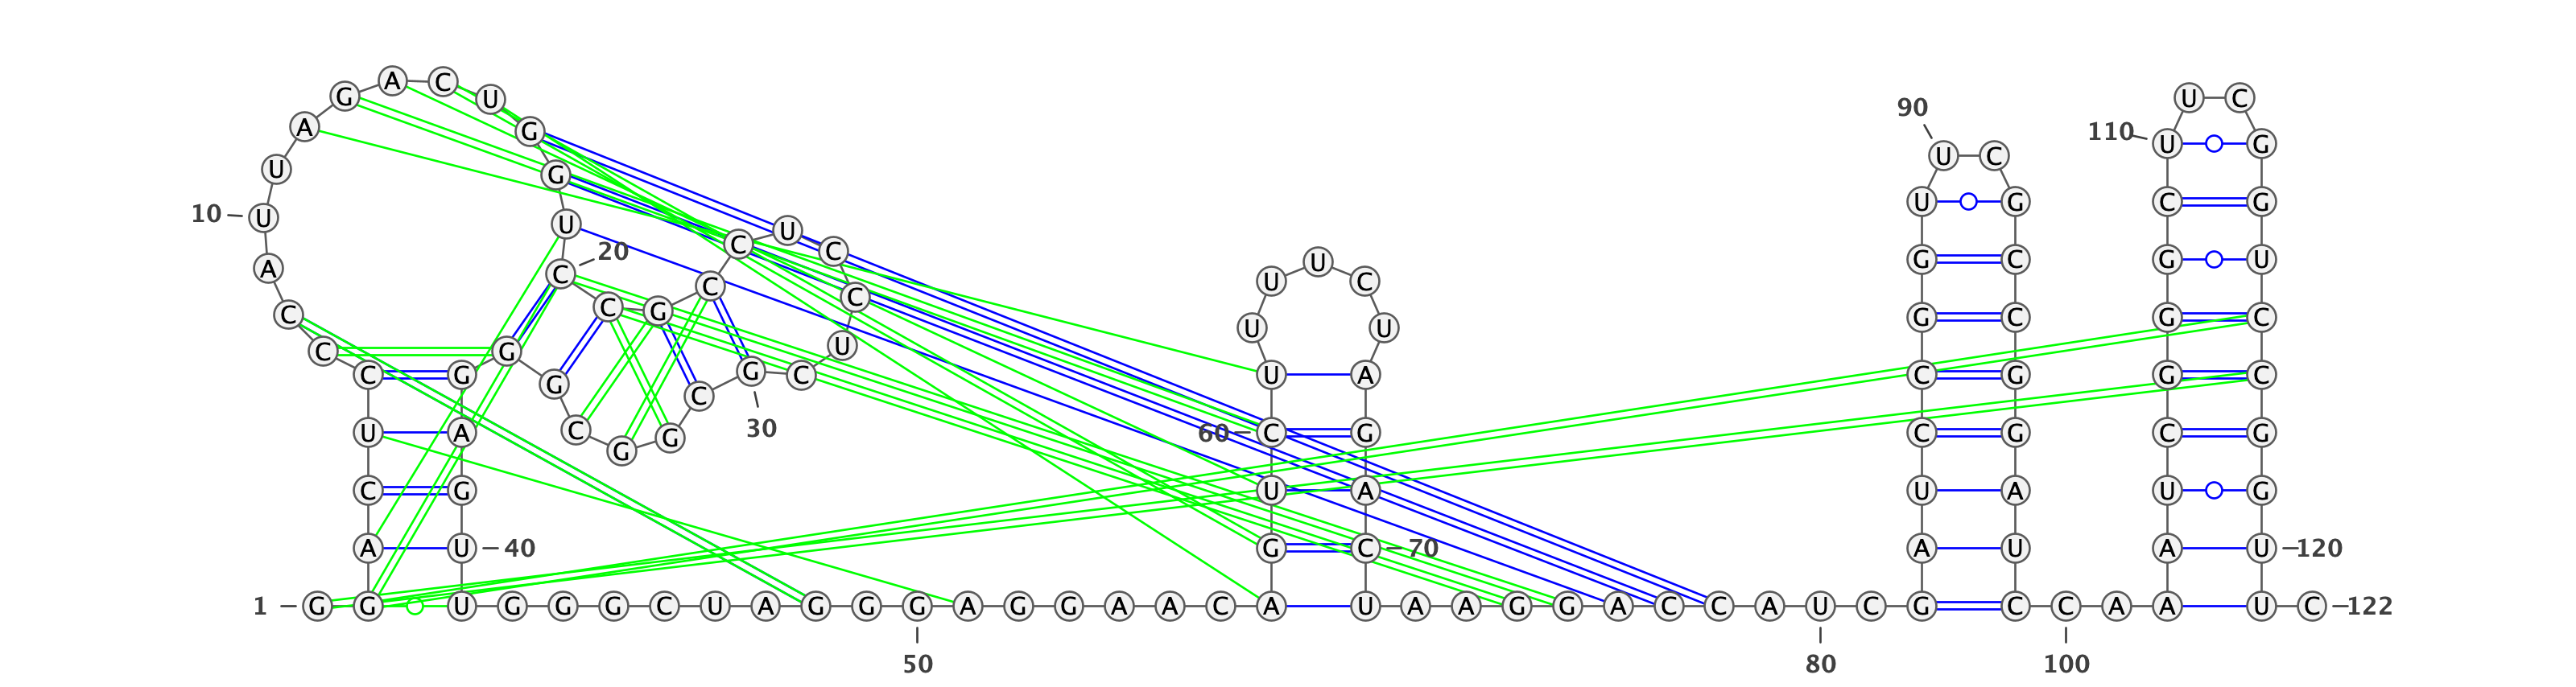 1
G G A C U C C C A U
10
U A G A C U G G U C
20
C G C C U C C U C G
30
C G G C G G G A G U
40
U G G G C U A G G G
50
A G G A A C A G U C
60
U U U U C U A G A C
70
U A A G G A C C A U
80
C G A U C C G G U U
90
C G C C G G A U C C
100
A A A U C G G G C U
110
U C G G U C C G G U
120
U C
122